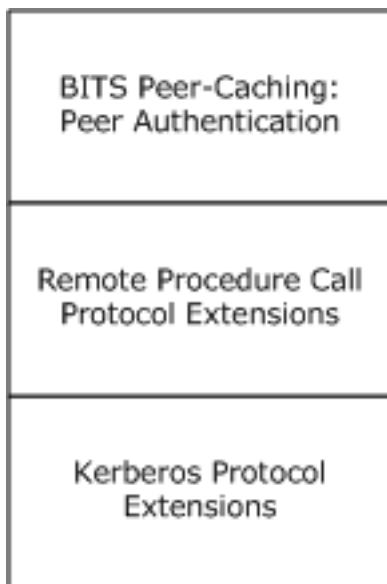 BITS Peer-Caching:
Peer Authentication
Remote Procedure Call
Protocol Extensions
Kerberos Protocol
Extensions